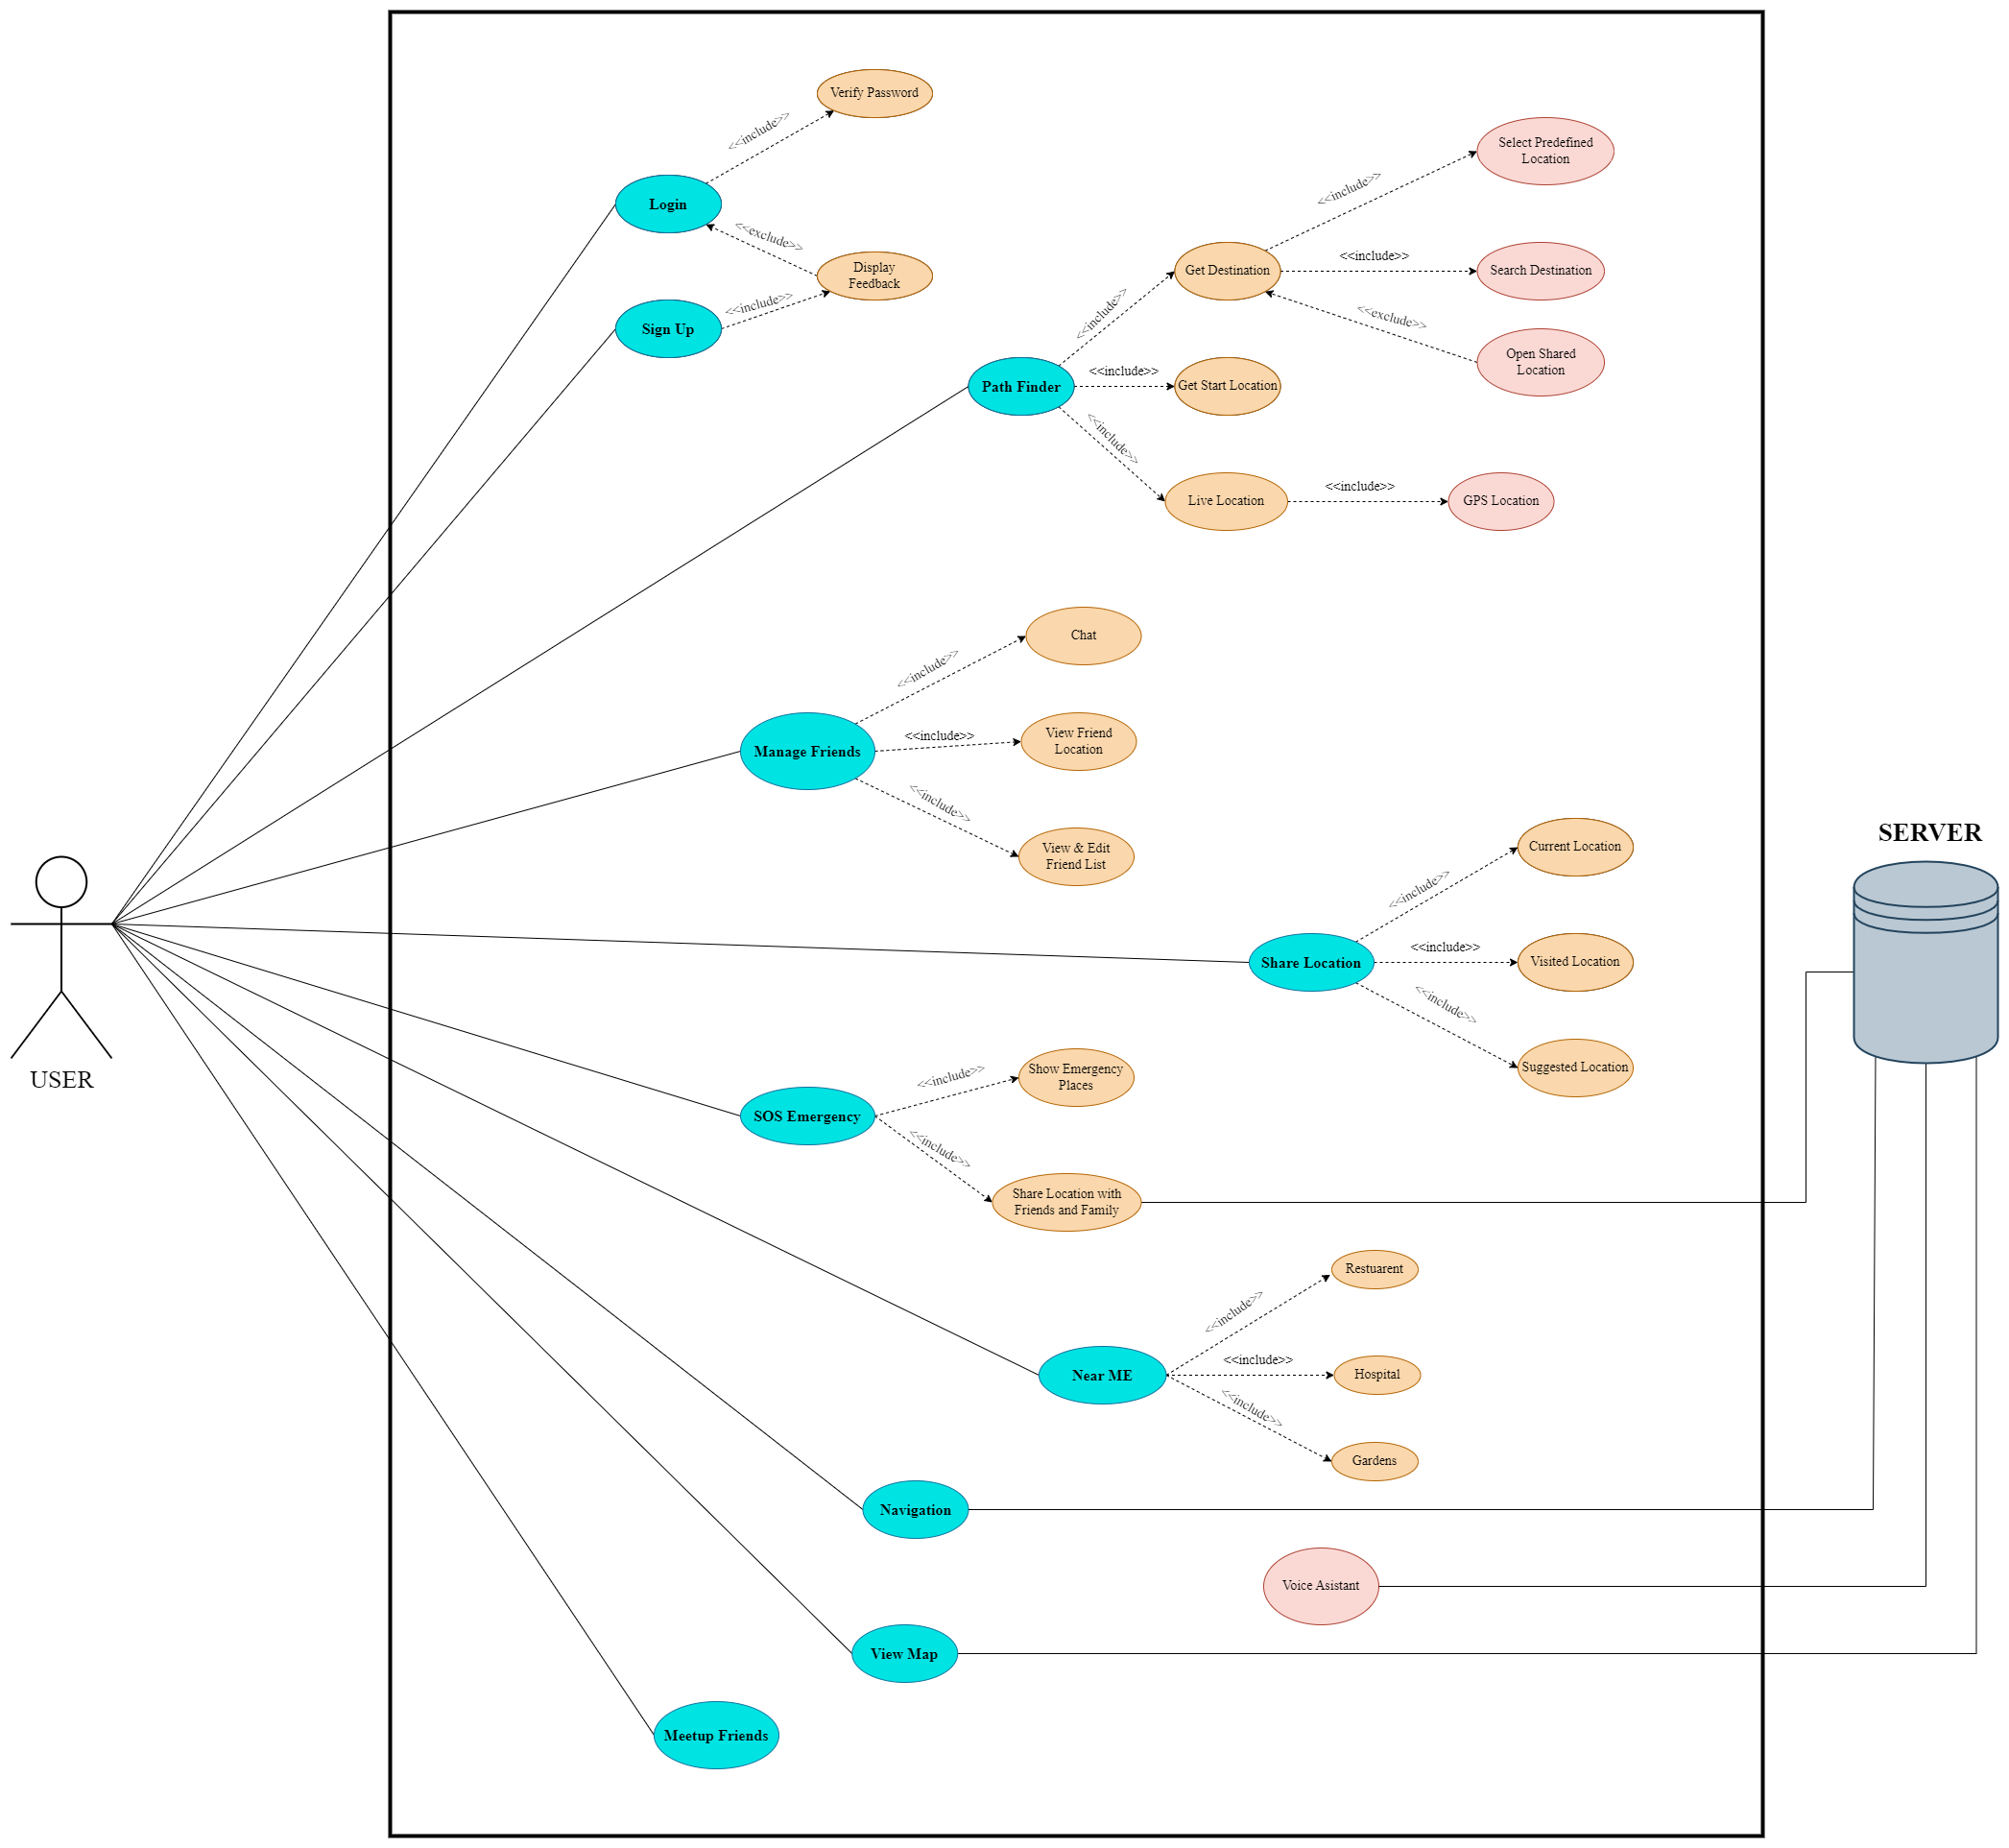 Verify Password
<<include>>
Select Predefined
Location
<<include>>
Login
<<exclude>>
Display
Feedback
<<include>>
Sign Up
Get Destination
<<include>>
Search Destination
<<include>>
<<exclude>>
Open Shared
Location
Path Finder
<<include>>
Get Start Location
<<include>>
Live Location
<<include>>
GPS Location
Chat
<<include>>
Manage Friends
<<include>>
View Friend
Location
<<include>>
View & Edit
Friend List
SERVER
Current Location
<<include>>
Share Location
<<include>>
Visited Location
<<include>>
Suggested Location
USER
Show Emergency
Places
<<include>>
SOS Emergency
<<include>>
Share Location with
Friends and Family
Restuarent
<<include>>
Near ME
<<include>>
Hospital
<<include>>
Gardens
Navigation
Voice Asistant
View Map
Meetup Friends